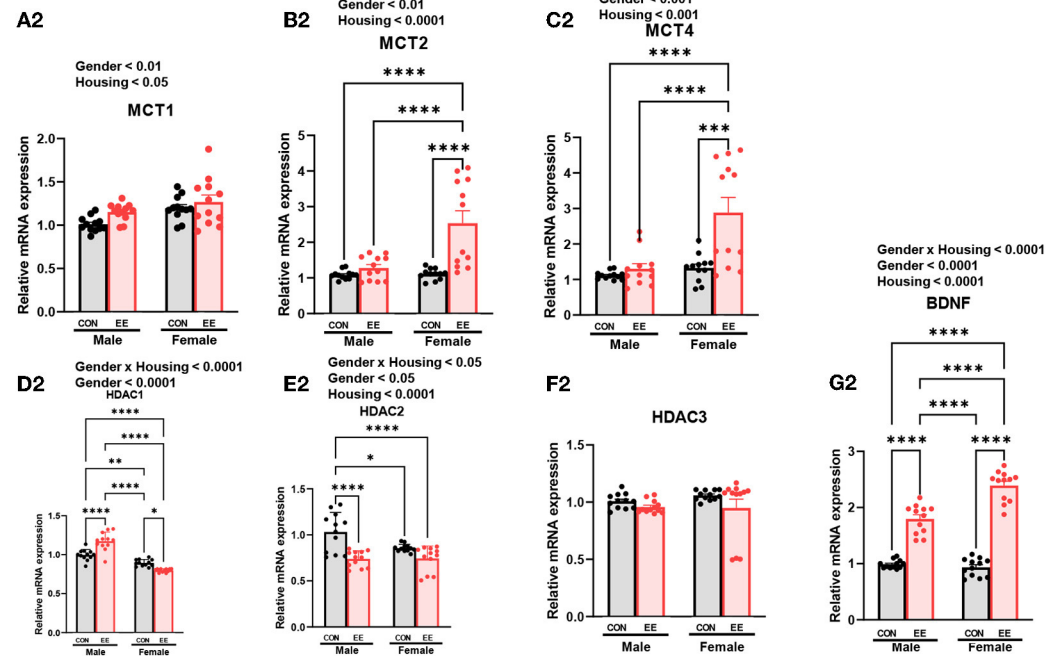 A2
Gender < 0.01
Housing < 0.05
MCT1
Relative mRNA expression
2.0
1.5
1.0
0.5
0.0
CON EE CON EE
Male Female
B2
Gender < 0.01
Housing < 0.0001
MCT2
****
****
****
Relative mRNA expression
5
4
3
2
1
0
CON EE CON EE
Male Female
C2
Housing < 0.001
MCT4
****
****
***
Relative mRNA expression
5
4
3
2
1
0
CON EE CON EE
Male Female
D2
Gender x Housing < 0.0001
Gender < 0.0001
HDAC1
****
****
**
****
**** *
Relative mRNA expression
1.5
1.0
0.5
0.0
CON EE CON EE
Male Female
E2
Gender x Housing < 0.05
Gender < 0.05
Housing < 0.0001
HDAC2
****
*
****
Relative mRNA expression
1.5
1.0
0.5
0.0
CON EE CON EE
Male Female
F2
HDAC3
Relative mRNA expression
1.5
1.0
0.5
0.0
CON EE CON EE
Male Female
G2
Gender x Housing < 0.0001
Gender < 0.0001
Housing < 0.0001
BDNF
****
****
****
**** ****
Relative mRNA expression
3
2
1
0
CON EE CON EE
Male Female